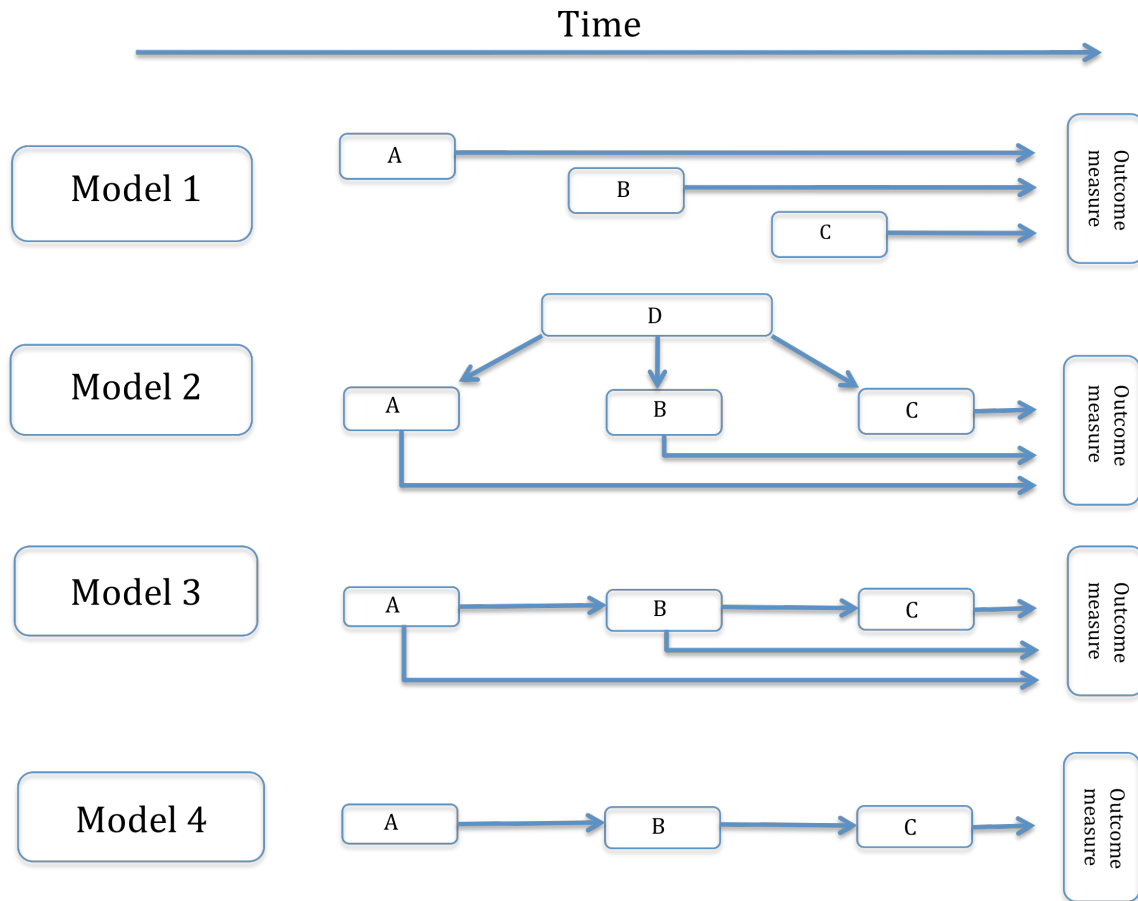 Time
Model 1
A
B
C
Outcome
measure
Model 2
D
A
B
C
Outcome
measure
Model 3
A
B
C
Outcome
measure
Model 4
A
B
C
Outcome
measure